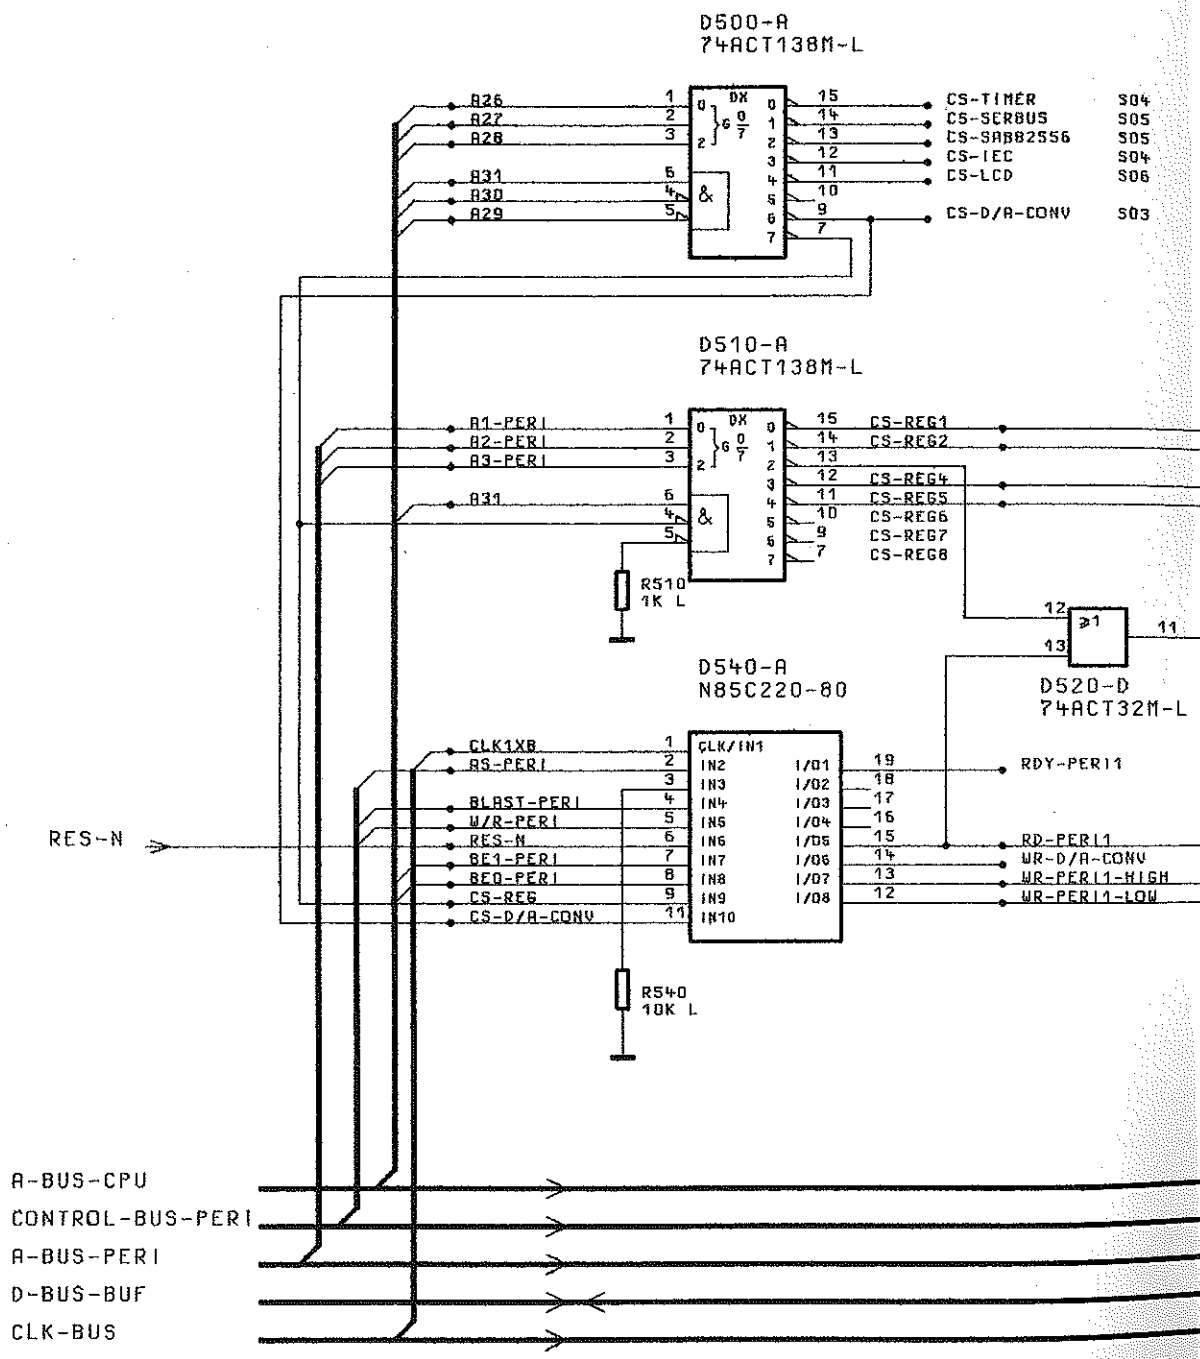 D500-A
74ACT138M-L
A26 1 0 DX 0 15 CS-TIMER S04
A27 2 G 0/7 1 14 CS-SERBUS S05
A28 3 2 2 13 CS-SAB82556 S05
3 12 CS-IEC S04
A31 6 4 11 CS-LCD S06
A30 4 & 5 10
A29 5 6 9 CS-D/A-CONV S03
7 7
D510-A
74ACT138M-L
A1-PERI 1 0 DX 0 15 CS-REG1
A2-PERI 2 G 0/7 1 14 CS-REG2
A3-PERI 3 2 2 13
3 12 CS-REG4
A31 6 4 11 CS-REG5
4 & 5 10 CS-REG6
5 6 9 CS-REG7
7 7 CS-REG8
R510
1K L
12 ≥1 11
13
D520-D
74ACT32M-L
D540-A
N85C220-80
CLK1XB 1 CLK/IN1
AS-PERI 2 IN2 I/O1 19 RDY-PERI1
3 IN3 I/O2 18
BLAST-PERI 4 IN4 I/O3 17
W/R-PERI 5 IN5 I/O4 16
RES-N RES-N 6 IN6 I/O5 15 RD-PERI1
BE1-PERI 7 IN7 I/O6 14 WR-D/A-CONV
BE0-PERI 8 IN8 I/O7 13 WR-PERI1-HIGH
CS-REG 9 IN9 I/O8 12 WR-PERI1-LOW
CS-D/A-CONV 11 IN10
R540
10K L
A-BUS-CPU
CONTROL-BUS-PERI
A-BUS-PERI
D-BUS-BUF
CLK-BUS